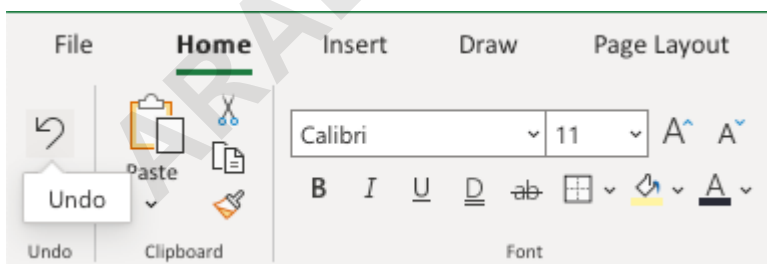 File Home Insert Draw Page Layout
Calibri 11 A A
Paste
B I U D ab A
Undo
Undo Clipboard Font